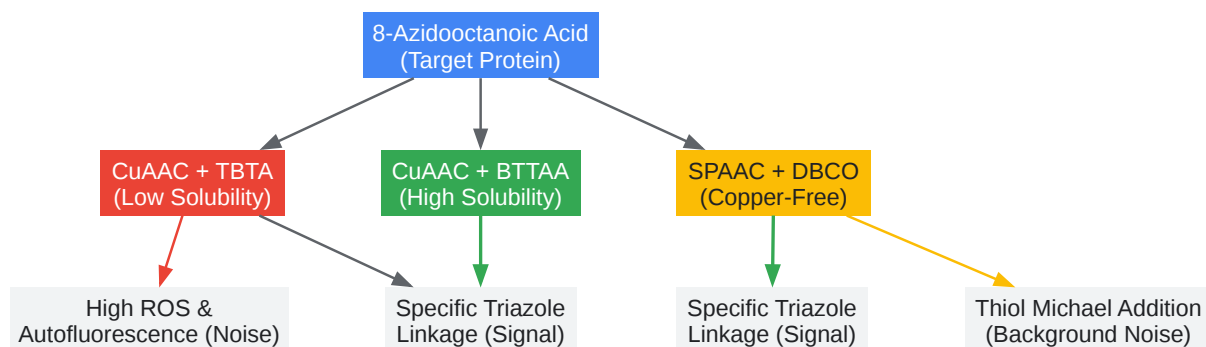 8-Azidooctanoic Acid
(Target Protein)
CuAAC + TBTA
(Low Solubility)
CuAAC + BTTAA
(High Solubility)
SPAAC + DBCO
(Copper-Free)
High ROS &
Autofluorescence (Noise)
Specific Triazole
Linkage (Signal)
Specific Triazole
Linkage (Signal)
Thiol Michael Addition
(Background Noise)